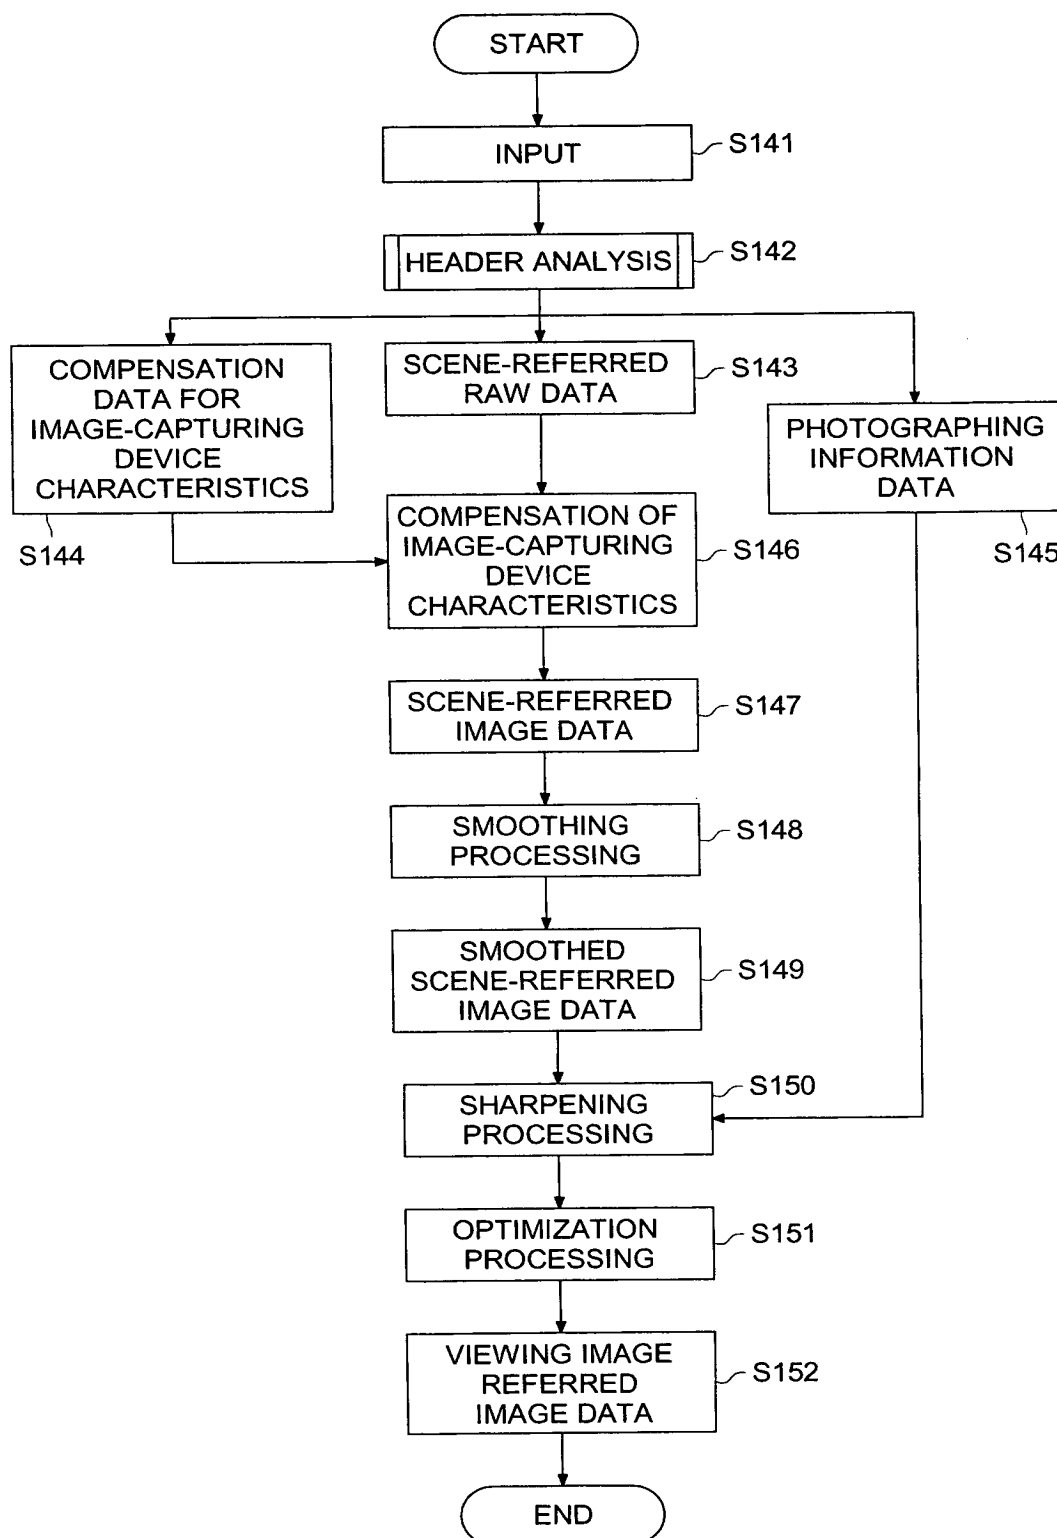 START
INPUT
S141
HEADER ANALYSIS
S142
COMPENSATION
DATA FOR
IMAGE-CAPTURING
DEVICE
CHARACTERISTICS
S144
SCENE-REFERRED
RAW DATA
S143
PHOTOGRAPHING
INFORMATION
DATA
S145
COMPENSATION OF
IMAGE-CAPTURING
DEVICE
CHARACTERISTICS
S146
SCENE-REFERRED
IMAGE DATA
S147
SMOOTHING
PROCESSING
S148
SMOOTHED
SCENE-REFERRED
IMAGE DATA
S149
SHARPENING
PROCESSING
S150
OPTIMIZATION
PROCESSING
S151
VIEWING IMAGE
REFERRED
IMAGE DATA
S152
END